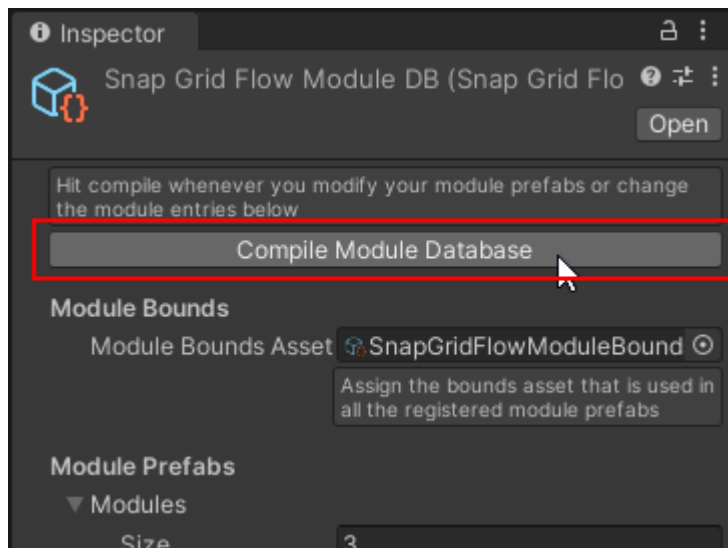 Inspector
Snap Grid Flow Module DB (Snap Grid Flo
Open
Hit compile whenever you modify your module prefabs or change
the module entries below
Compile Module Database
Module Bounds
Module Bounds Asset SnapGridFlowModuleBound
Assign the bounds asset that is used in
all the registered module prefabs
Module Prefabs
Modules
Size 3